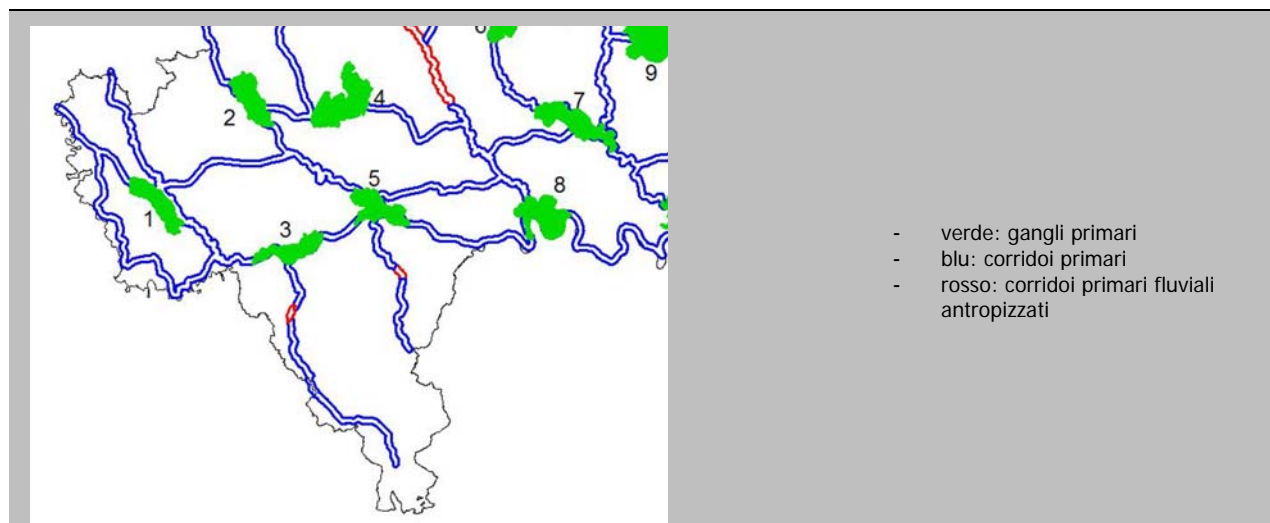 6
9
7
4
2
5
8
1
3
- verde: gangli primari
- blu: corridoi primari
- rosso: corridoi primari fluviali
antropizzati